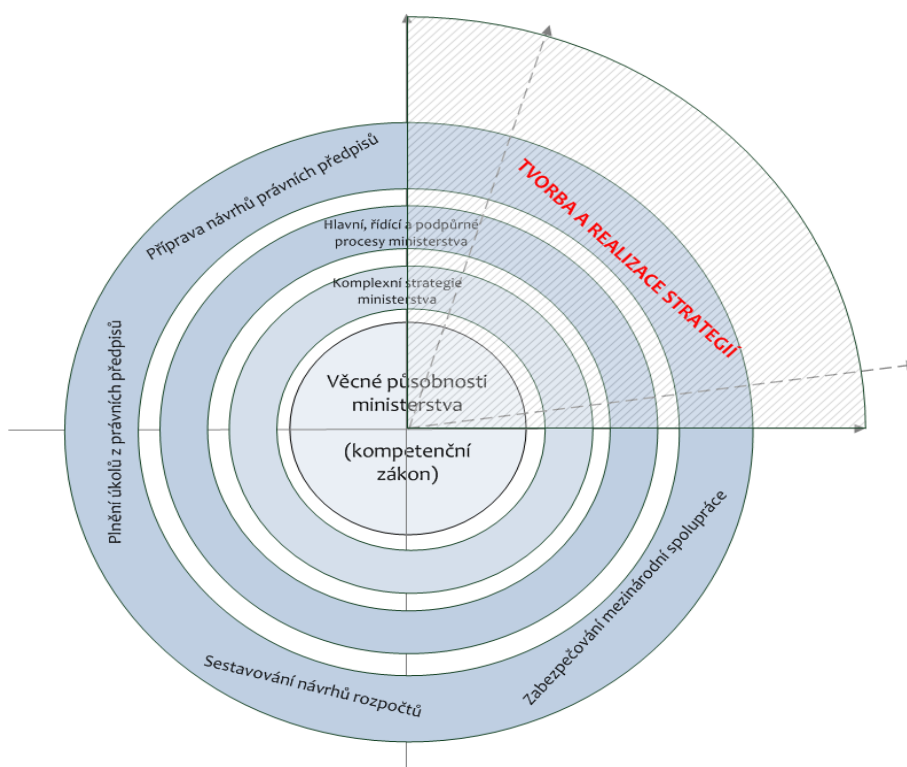 Příprava návrhů právních předpisů
TVORBA A REALIZACE STRATEGIÍ
Hlavní, řídící a podpůrné
procesy ministerstva
Komplexní strategie
ministerstva
Plnění úkolů z právních předpisů
Věcné působnosti
ministerstva
(kompetenční
zákon)
Zabezpečování mezinárodní spolupráce
Sestavování návrhů rozpočtů